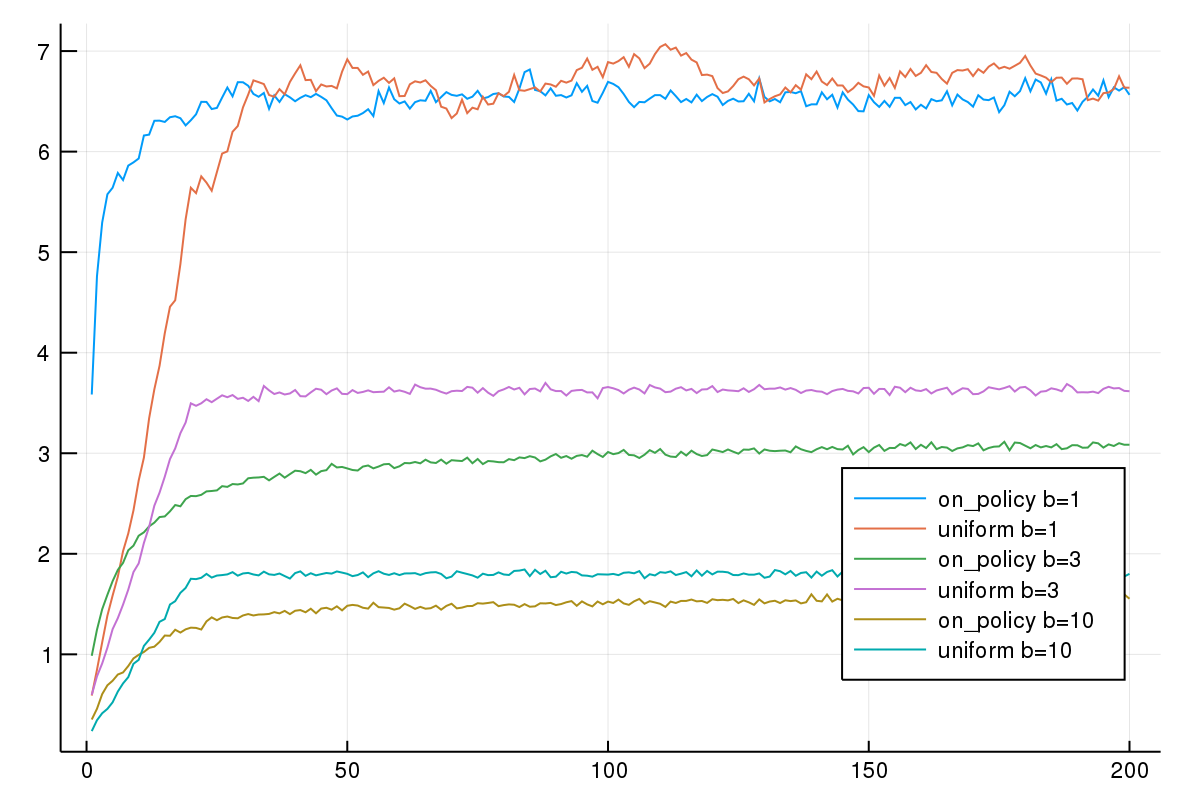 7
6
5
4
3
2
1
on_policy b=1
uniform b=1
on_policy b=3
uniform b=3
on_policy b=10
uniform b=10
0 50 100 150 200